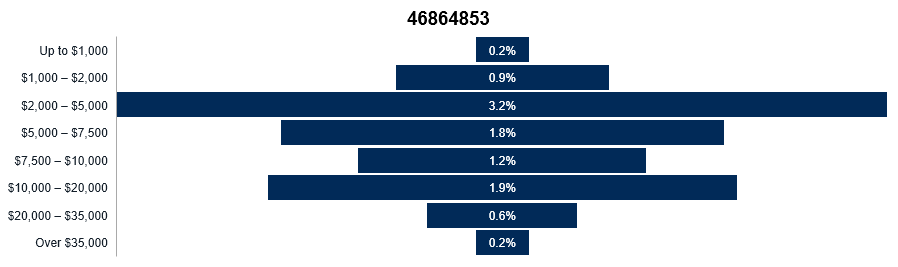 46864853
Up to $1,000 0.2%
$1,000 – $2,000 0.9%
$2,000 – $5,000 3.2%
$5,000 – $7,500 1.8%
$7,500 – $10,000 1.2%
$10,000 – $20,000 1.9%
$20,000 – $35,000 0.6%
Over $35,000 0.2%